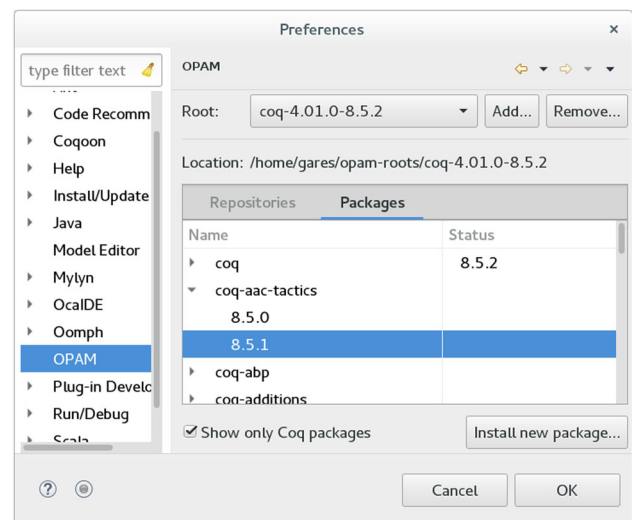 Preferences
type filter text
Code Recomm
Coqoon
Help
Install/Update
Java
Model Editor
Mylyn
OcaIDE
Oomph
OPAM
Plug-in Develo
Run/Debug
Scala
OPAM
Root: coq-4.01.0-8.5.2 Add... Remove...
Location: /home/gares/opam-roots/coq-4.01.0-8.5.2
Repositories Packages
Name Status
coq 8.5.2
coq-aac-tactics
8.5.0
8.5.1
coq-abp
coq-additions
Show only Coq packages Install new package...
Cancel OK